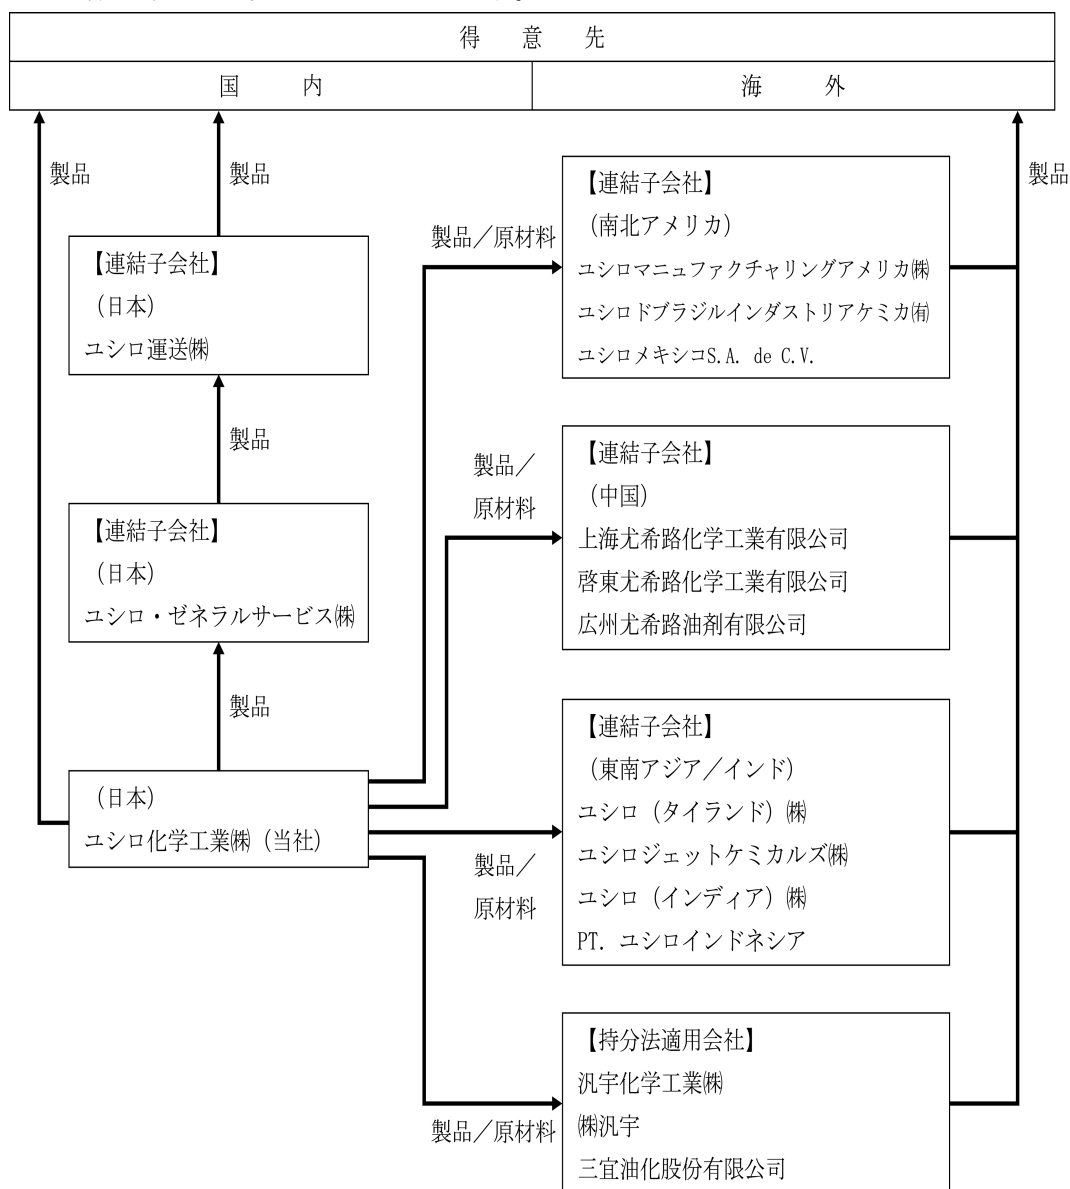 得　意　先
国　内
海　外
製品
製品
製品
【連結子会社】
（日本）
ユシロ運送㈱
製品
【連結子会社】
（日本）
ユシロ・ゼネラルサービス㈱
製品
（日本）
ユシロ化学工業㈱（当社）
製品／原材料
【連結子会社】
（南北アメリカ）
ユシロマニュファクチャリングアメリカ㈱
ユシロドブラジルインダストリアケミカ㈲
ユシロメキシコS.A. de C.V.
製品／
原材料
【連結子会社】
（中国）
上海尤希路化学工業有限公司
啓東尤希路化学工業有限公司
広州尤希路油剤有限公司
製品／
原材料
【連結子会社】
（東南アジア／インド）
ユシロ（タイランド）㈱
ユシロジェットケミカルズ㈱
ユシロ（インディア）㈱
PT. ユシロインドネシア
製品／原材料
【持分法適用会社】
汎宇化学工業㈱
㈱汎宇
三宜油化股份有限公司